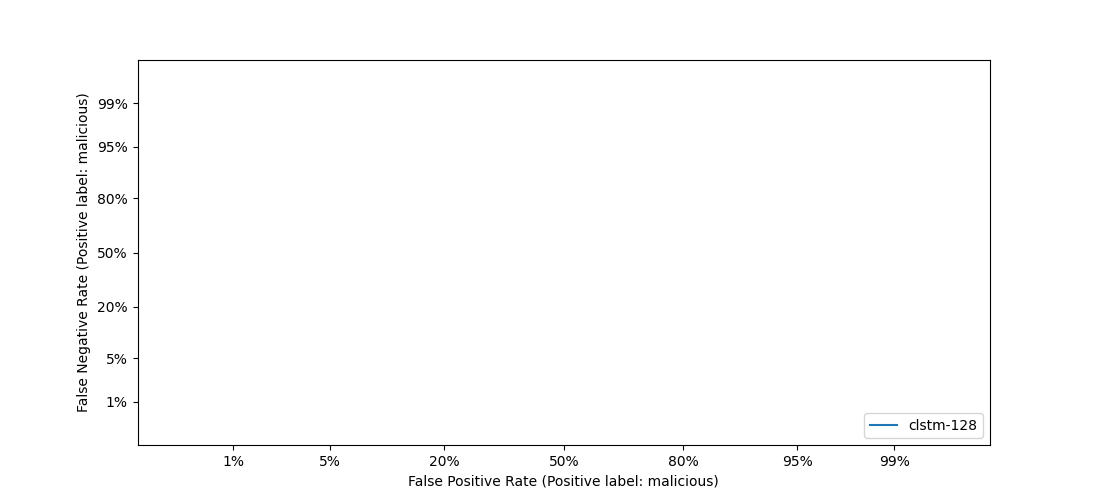 False Negative Rate (Positive label: malicious)
99%
95%
80%
50%
20%
5%
1%
clstm-128
1% 5% 20% 50% 80% 95% 99%
False Positive Rate (Positive label: malicious)